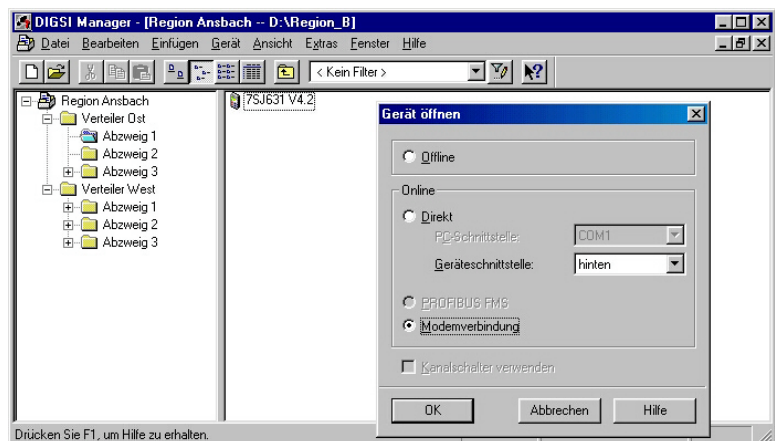 DIGSI Manager - [Region Ansbach -- D:\Region_B]
Datei Bearbeiten Einfügen Gerät Ansicht Extras Fenster Hilfe
< Kein Filter >
Region Ansbach
Verteiler Ost
Abzweig 1
Abzweig 2
Abzweig 3
Verteiler West
Abzweig 1
Abzweig 2
Abzweig 3
7SJ631 V4.2
Gerät öffnen
Offline
Online
Direkt
PC-Schnittstelle: COM1
Geräteschnittstelle: hinten
PROFIBUS FMS
Modemverbindung
Kanalschalter verwenden
OK Abbrechen Hilfe
Drücken Sie F1, um Hilfe zu erhalten.